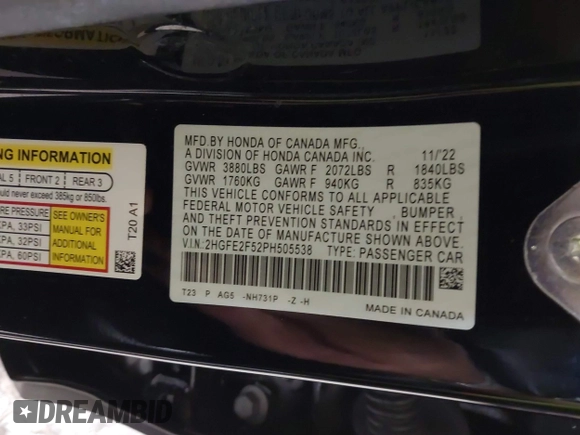 MFD.BY HONDA OF CANADA MFG.,
A DIVISION OF HONDA CANADA INC. 11/'22
GVWR 3880LBS GAWR F 2072LBS R 1840LBS
GVWR 1760KG GAWR F 940KG R 835KG
THIS VEHICLE CONFORMS TO ALL APPLICABLE
FEDERAL MOTOR VEHICLE SAFETY , BUMPER ,
AND THEFT PREVENTION STANDARDS IN EFFECT
ON THE DATE OF MANUFACTURE SHOWN ABOVE.
V.I.N.:2HGFE2F52PH505538 TYPE: PASSENGER CAR
T23 P AG5 -NH731P -Z -H
MADE IN CANADA
NG INFORMATION
AL 5 FRONT 2 REAR 3
ould never exceed 385kg or 850lbs.
E PRESSURE
PA, 33PSI
PA, 32PSI
PA, 60PSI
SEE OWNER'S
MANUAL FOR
ADDITIONAL
INFORMATION
T20 A1
DREAMBID